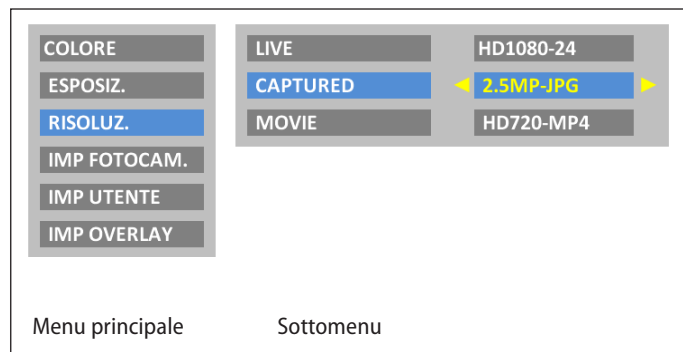 COLORE
ESPOSIZ.
RISOLUZ.
IMP FOTOCAM.
IMP UTENTE
IMP OVERLAY
LIVE HD1080-24
CAPTURED 2.5MP-JPG
MOVIE HD720-MP4
Menu principale Sottomenu